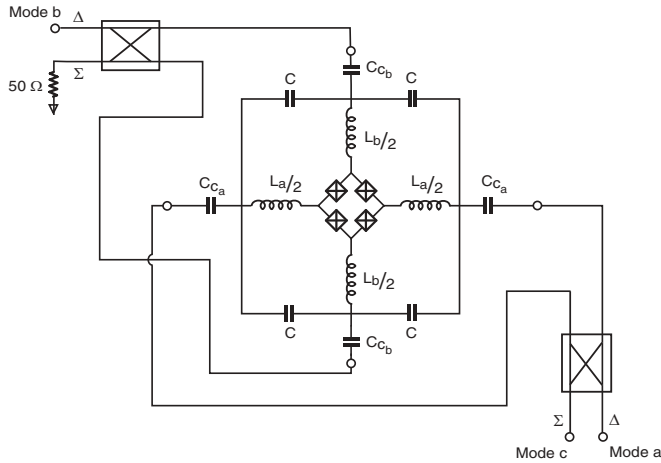 Mode b
Δ
Σ
50 Ω
Cc_b
C
C
L_b/2
Cc_a
L_a/2
L_a/2
Cc_a
L_b/2
C
C
Cc_b
Σ
Δ
Mode c
Mode a